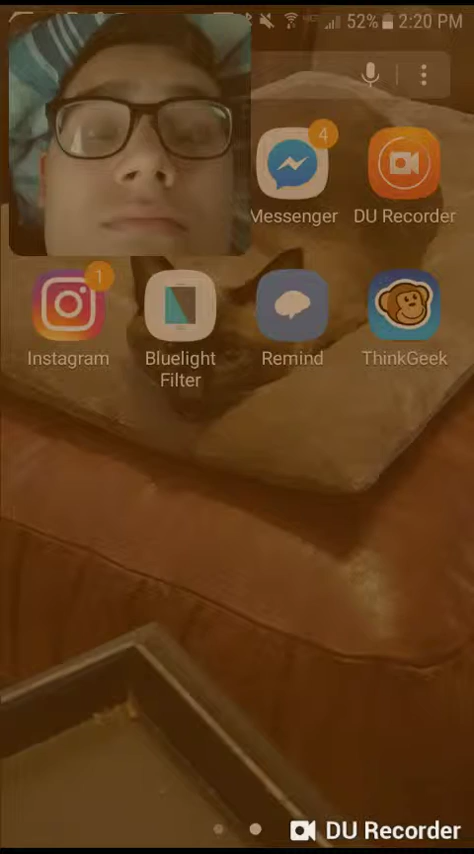 52% 2:20 PM
4
Messenger DU Recorder
1
Instagram Bluelight Filter Remind ThinkGeek
DU Recorder